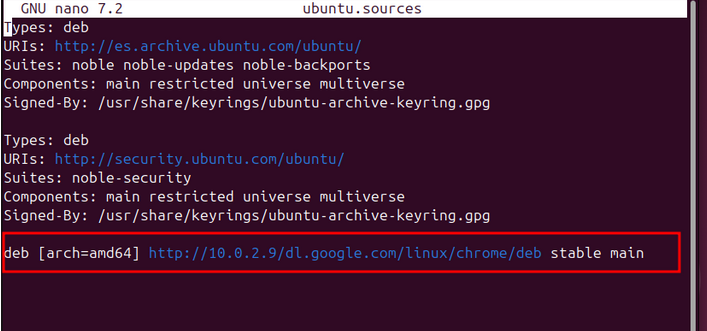 GNU nano 7.2 ubuntu.sources
Types: deb
URIs: http://es.archive.ubuntu.com/ubuntu/
Suites: noble noble-updates noble-backports
Components: main restricted universe multiverse
Signed-By: /usr/share/keyrings/ubuntu-archive-keyring.gpg
Types: deb
URIs: http://security.ubuntu.com/ubuntu/
Suites: noble-security
Components: main restricted universe multiverse
Signed-By: /usr/share/keyrings/ubuntu-archive-keyring.gpg
deb [arch=amd64] http://10.0.2.9/dl.google.com/linux/chrome/deb stable main